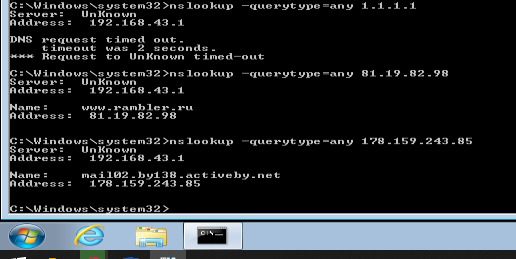 C:\Windows\system32>nslookup -querytype=any 1.1.1.1
Server:  UnKnown
Address:  192.168.43.1
DNS request timed out.
    timeout was 2 seconds.
*** Request to UnKnown timed-out
C:\Windows\system32>nslookup -querytype=any 81.19.82.98
Server:  UnKnown
Address:  192.168.43.1
Name:    www.rambler.ru
Address:  81.19.82.98
C:\Windows\system32>nslookup -querytype=any 178.159.243.85
Server:  UnKnown
Address:  192.168.43.1
Name:    mail02.by138.activeby.net
Address:  178.159.243.85
C:\Windows\system32>
C:\.